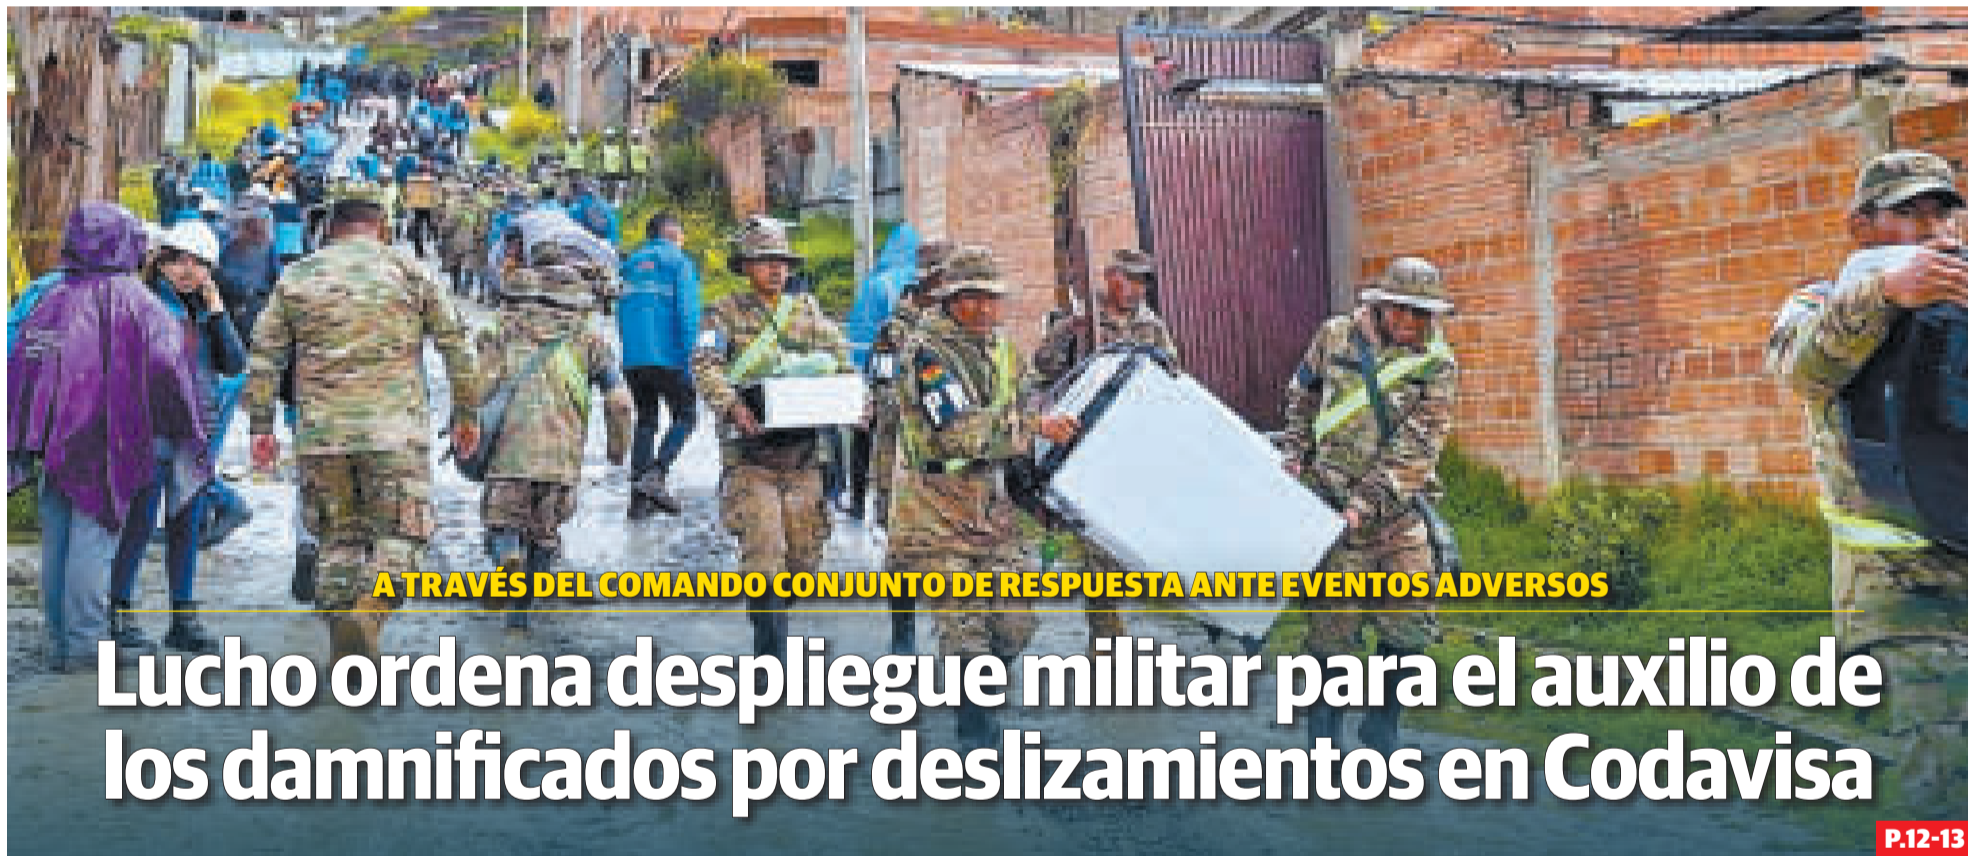 A TRAVÉS DEL COMANDO CONJUNTO DE RESPUESTA ANTE EVENTOS ADVERSOS
Lucho ordena despliegue militar para el auxilio de
los damnificados por deslizamientos en Codavisa
P.12-13